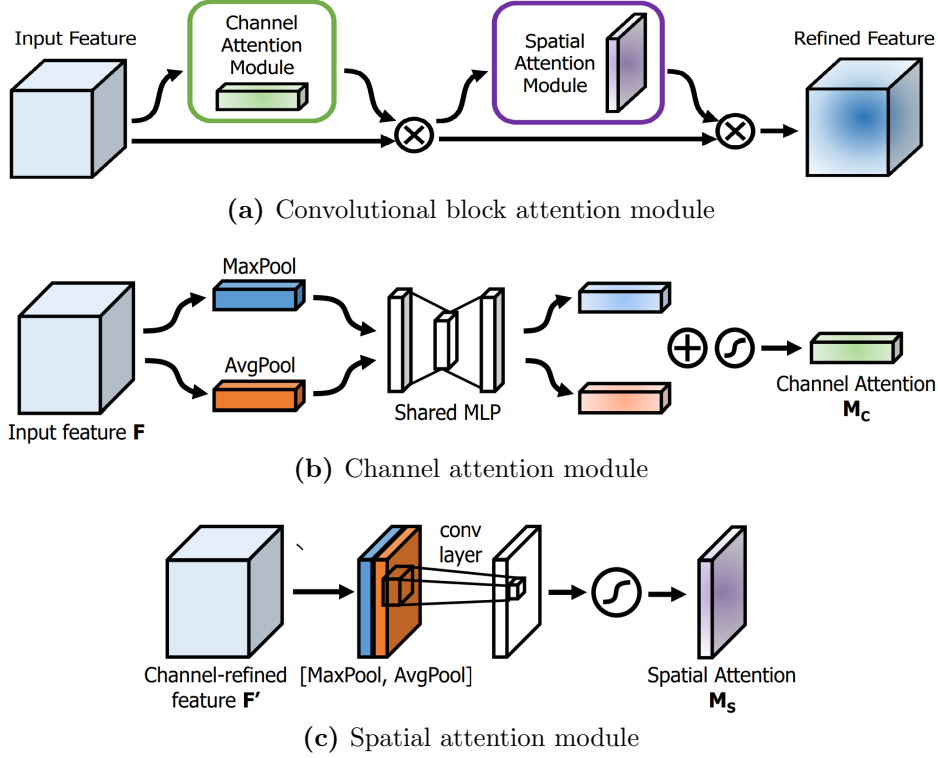 Input Feature
Channel
Attention
Module
Spatial
Attention
Module
Refined Feature
(a) Convolutional block attention module
MaxPool
AvgPool
Input feature F
Shared MLP
Channel Attention
Mc
(b) Channel attention module
conv
layer
Channel-refined
feature F'
[MaxPool, AvgPool]
Spatial Attention
Ms
(c) Spatial attention module